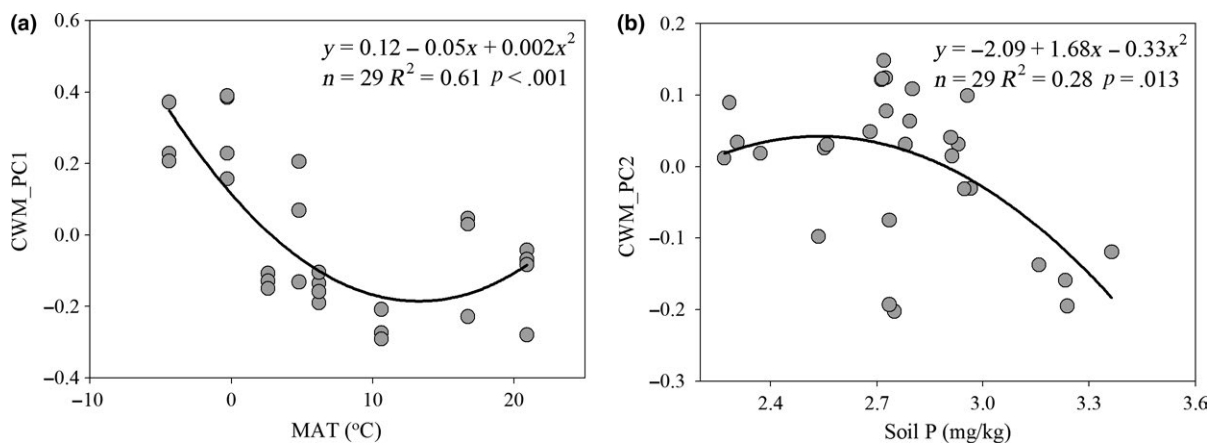 (a)
y = 0.12 – 0.05x + 0.002x²
n = 29 R² = 0.61 p < .001
0.6
0.4
0.2
0.0
–0.2
–0.4
CWM_PC1
–10
0
10
20
MAT (°C)
(b)
y = –2.09 + 1.68x – 0.33x²
n = 29 R² = 0.28 p = .013
0.2
0.1
0.0
–0.1
–0.2
–0.3
CWM_PC2
2.4
2.7
3.0
3.3
3.6
Soil P (mg/kg)